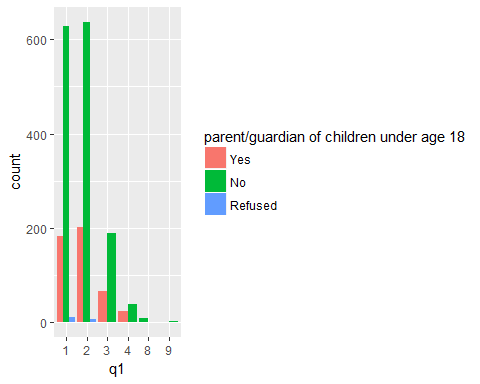 600
400
200
0
count
1 2 3 4 8 9
q1
parent/guardian of children under age 18
Yes
No
Refused